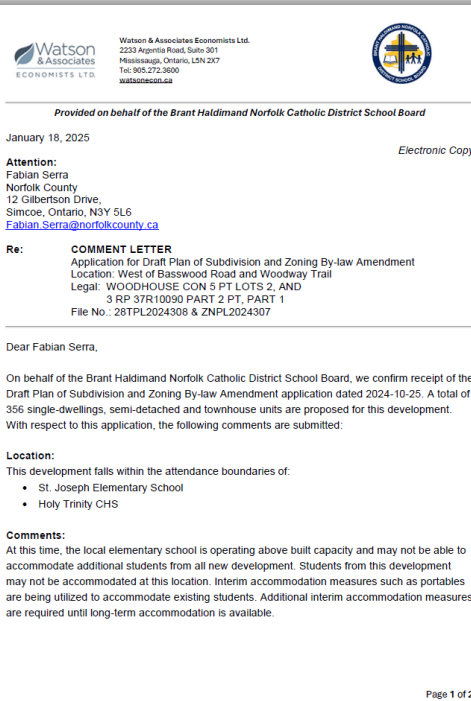 Watson
& Associates
ECONOMISTS LTD.
Watson & Associates Economists Ltd.
2233 Argentia Road, Suite 301
Mississauga, Ontario, L5N 2X7
Tel: 905.272.3600
watsonecon.ca
BRANT HALDIMAND NORFOLK CATHOLIC
DISTRICT SCHOOL BOARD
Provided on behalf of the Brant Haldimand Norfolk Catholic District School Board
January 18, 2025
Electronic Copy
Attention:
Fabian Serra
Norfolk County
12 Gilbertson Drive,
Simcoe, Ontario, N3Y 5L6
Fabian.Serra@norfolkcounty.ca
Re: COMMENT LETTER
Application for Draft Plan of Subdivision and Zoning By-law Amendment
Location: West of Basswood Road and Woodway Trail
Legal: WOODHOUSE CON 5 PT LOTS 2, AND
3 RP 37R10090 PART 2 PT, PART 1
File No.: 28TPL2024308 & ZNPL2024307
Dear Fabian Serra,
On behalf of the Brant Haldimand Norfolk Catholic District School Board, we confirm receipt of the
Draft Plan of Subdivision and Zoning By-law Amendment application dated 2024-10-25. A total of
356 single-dwellings, semi-detached and townhouse units are proposed for this development.
With respect to this application, the following comments are submitted:
Location:
This development falls within the attendance boundaries of:
• St. Joseph Elementary School
• Holy Trinity CHS
Comments:
At this time, the local elementary school is operating above built capacity and may not be able to
accommodate additional students from all new development. Students from this development
may not be accommodated at this location. Interim accommodation measures such as portables
are being utilized to accommodate existing students. Additional interim accommodation measures
are required until long-term accommodation is available.
Page 1 of 2